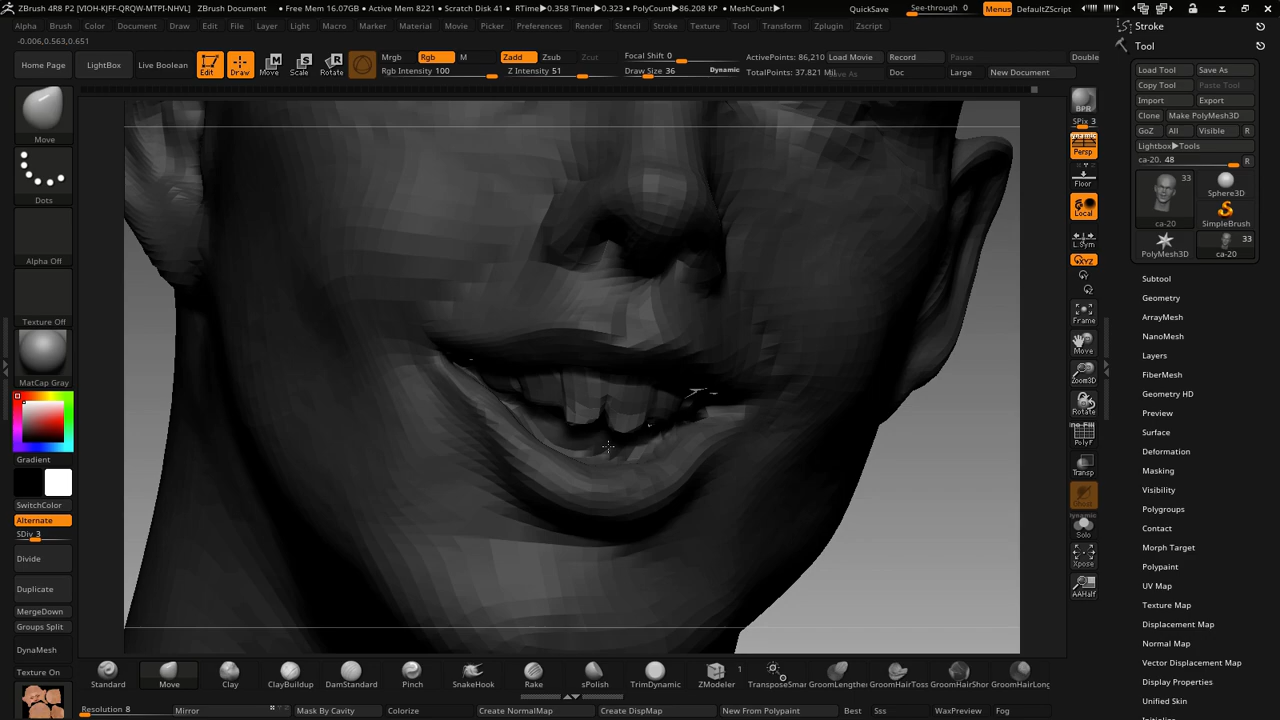 ZBrush 4R8 P2 [VIOH-KJFF-QRQW-MTPI-NHVL] ZBrush Document ● Free Mem 16.07GB ● Active Mem 8221 ● Scratch Disk 41 ● RTime▶0.358 Timer▶0.323 ● PolyCount▶86.208 KP ● MeshCount▶1 QuickSave See-through 0 Menus DefaultZScript
Alpha Brush Color Document Draw Edit File Layer Light Macro Marker Material Movie Picker Preferences Render Stencil Stroke Texture Tool Transform Zplugin Zscript
-0.006,0.563,0.651
Home Page LightBox Live Boolean Edit Draw Move Scale Rotate
Mrgb Rgb M Zadd Zsub Zcut Focal Shift 0 ActivePoints: 86,210 Load Movie Record Pause Double
Rgb Intensity 100 Z Intensity 51 Draw Size 36 Dynamic TotalPoints: 37.821 Mil Save As Doc Large New Document
Move
Dots
Alpha Off
Texture Off
MatCap Gray
Gradient
SwitchColor
Alternate
SDiv 3
Divide
Duplicate
MergeDown
Groups Split
DynaMesh
Texture On
BPR
SPix 3
Dynamic
Persp
Floor
Local
L.Sym
XYZ
Frame
Move
Zoom3D
Rotate
PolyF
Transp
Dynamic
Solo
Xpose
AAHalf
Stroke
Tool
Load Tool Save As
Copy Tool Paste Tool
Import Export
Clone Make PolyMesh3D
GoZ All Visible R
Lightbox▶Tools
ca-20. 48 R
33
ca-20 Sphere3D
SimpleBrush
33
PolyMesh3D ca-20
Subtool
Geometry
ArrayMesh
NanoMesh
Layers
FiberMesh
Geometry HD
Preview
Surface
Deformation
Masking
Visibility
Polygroups
Contact
Morph Target
Polypaint
UV Map
Texture Map
Displacement Map
Normal Map
Vector Displacement Map
Display Properties
Unified Skin
Standard Move Clay ClayBuildup DamStandard Pinch SnakeHook Rake sPolish TrimDynamic ZModeler 1 TransposeSmar GroomLengthe GroomHairToss GroomHairShor GroomHairLong
Resolution 8 Mirror Mask By Cavity Colorize Create NormalMap Create DispMap New From Polypaint Best Sss WaxPreview Fog